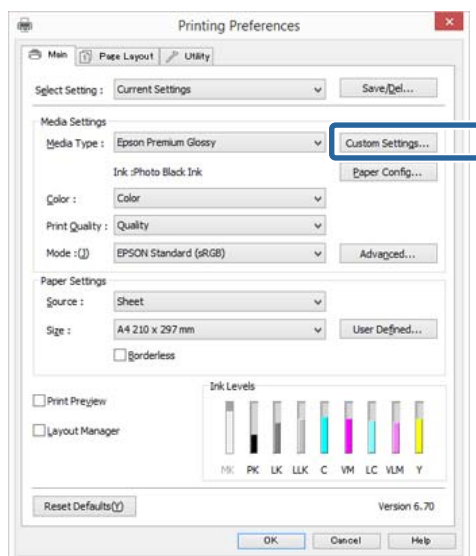 Printing Preferences
Main Page Layout Utility
Select Setting : Current Settings Save/Del...
Media Settings
Media Type : Epson Premium Glossy Custom Settings...
Ink :Photo Black Ink Paper Config...
Color : Color
Print Quality : Quality
Mode :(J) EPSON Standard (sRGB) Advanced...
Paper Settings
Source : Sheet
Size : A4 210 x 297 mm User Defined...
Borderless
Ink Levels
Print Preview
Layout Manager
MK PK LK LLK C VM LC VLM Y
Reset Defaults(Y) Version 6.70
OK Cancel Help